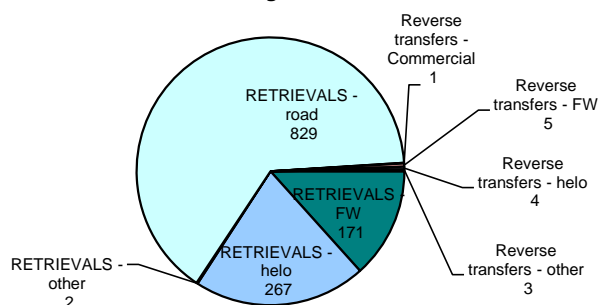 Reverse
transfers -
Commercial
1
Reverse
transfers - FW
5
Reverse
transfers - helo
4
Reverse
transfers - other
3
RETRIEVALS -
FW
171
RETRIEVALS -
helo
267
RETRIEVALS -
other
2
RETRIEVALS -
road
829